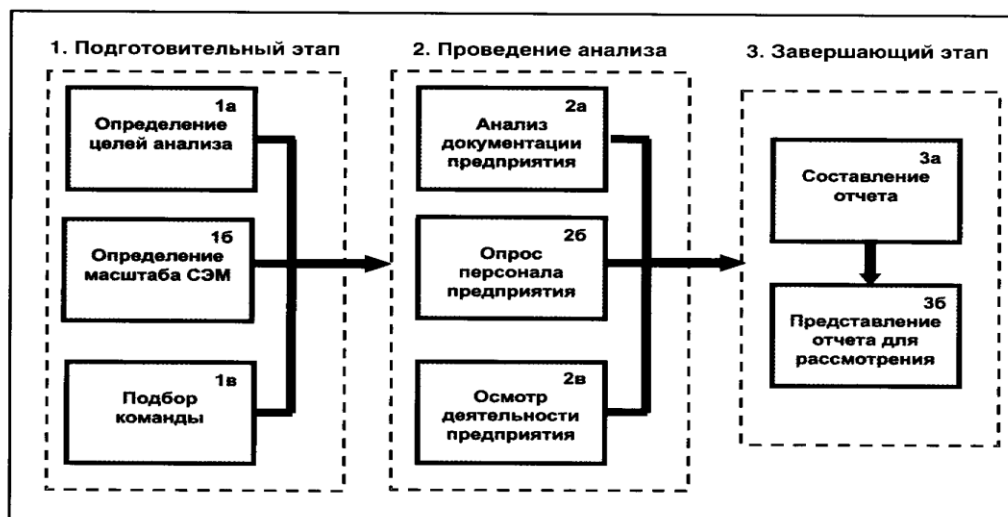 1. Подготовительный этап
1а
Определение
целей анализа
1б
Определение
масштаба СЭМ
1в
Подбор
команды
2. Проведение анализа
2а
Анализ
документации
предприятия
2б
Опрос
персонала
предприятия
2в
Осмотр
деятельности
предприятия
3. Завершающий этап
3а
Составление
отчета
3б
Представление
отчета для
рассмотрения